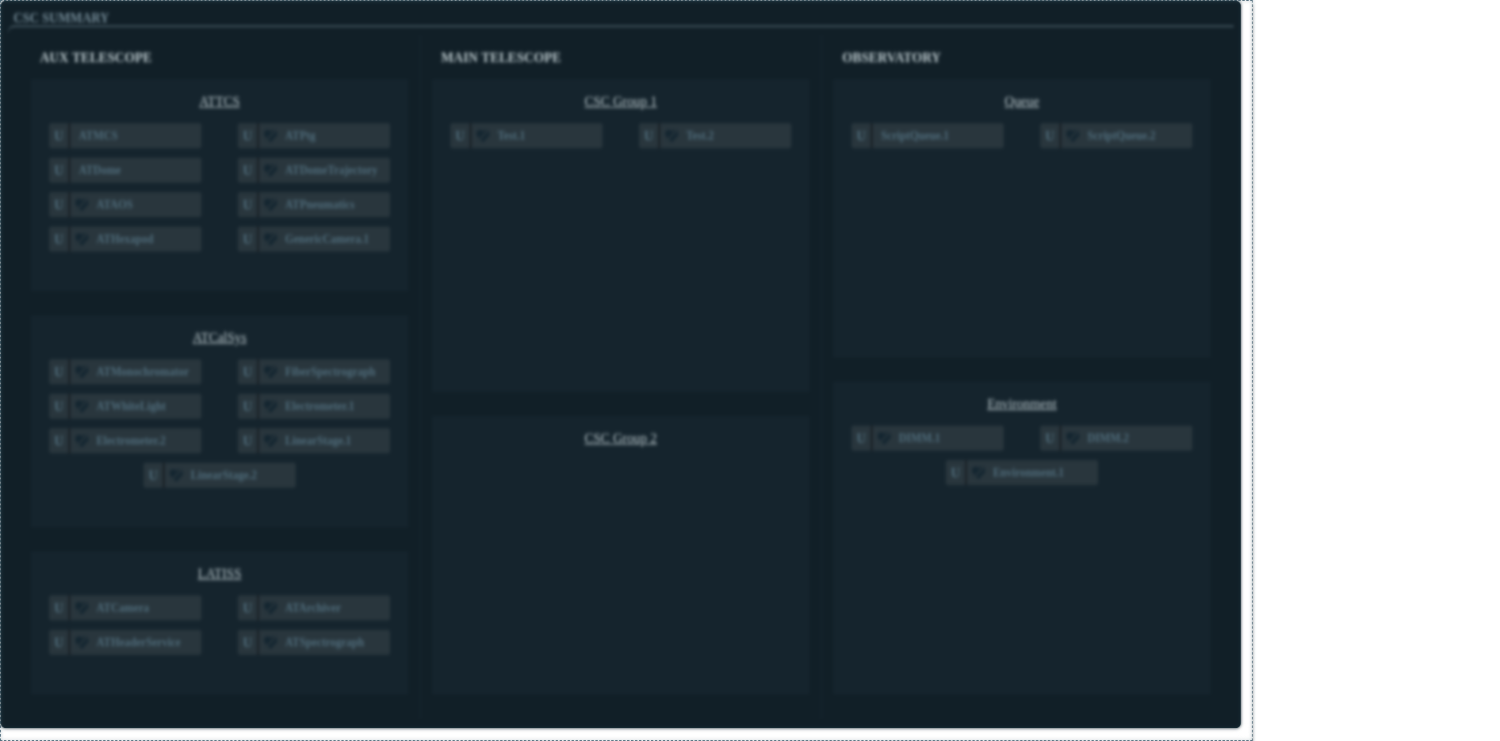 CSC SUMMARY
AUX TELESCOPE
ATTCS
U ATMCS
U ATPtg
U ATDome
U ATDomeTrajectory
U ATAOS
U ATPneumatics
U ATHexapod
U GenericCamera.1
ATCalSys
U ATMonochromator
U FiberSpectrograph
U ATWhiteLight
U Electrometer.1
U Electrometer.2
U LinearStage.1
U LinearStage.2
LATISS
U ATCamera
U ATArchiver
U ATHeaderService
U ATSpectrograph
MAIN TELESCOPE
CSC Group 1
U Test.1
U Test.2
CSC Group 2
OBSERVATORY
Queue
U ScriptQueue.1
U ScriptQueue.2
Environment
U DIMM.1
U DIMM.2
U Environment.1